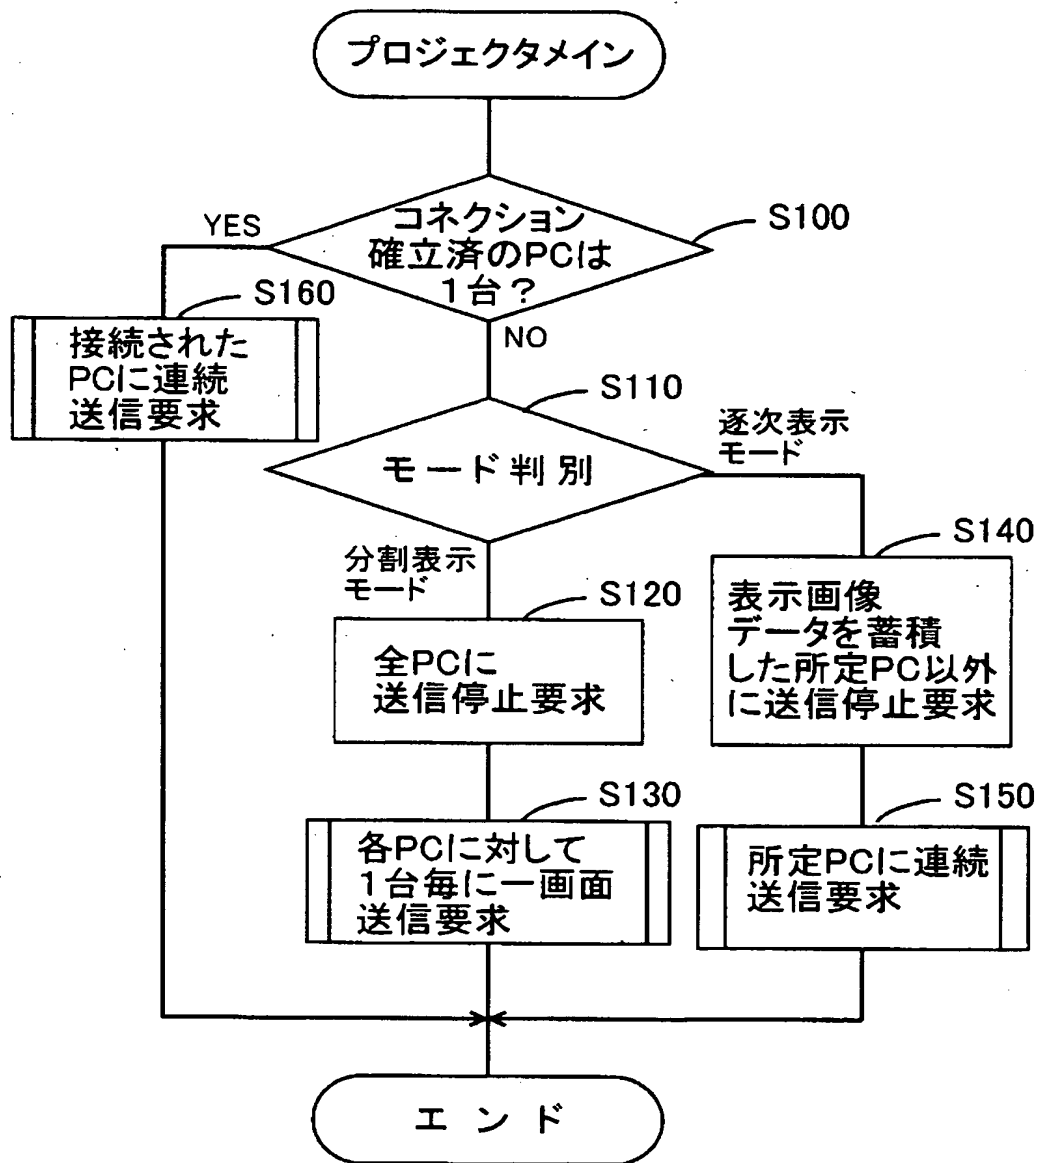 プロジェクタメイン
コネクション
確立済のPCは
1台?
S100
YES
NO
S160
接続された
PCに連続
送信要求
S110
モード判別
逐次表示
モード
分割表示
モード
S120
全PCに
送信停止要求
S140
表示画像
データを蓄積
した所定PC以外
に送信停止要求
S130
各PCに対して
1台毎に一画面
送信要求
S150
所定PCに連続
送信要求
エンド